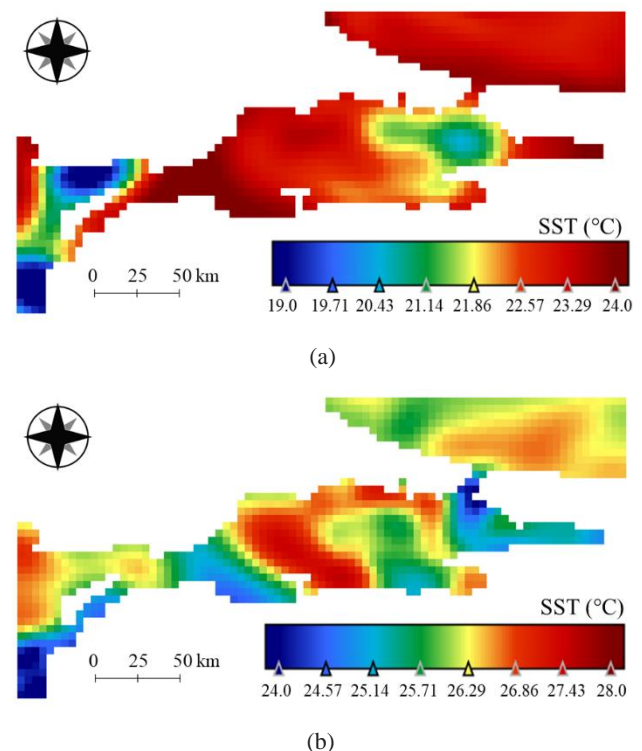 SST (°C)
0 25 50 km
19.0 19.71 20.43 21.14 21.86 22.57 23.29 24.0
(a)
SST (°C)
0 25 50 km
24.0 24.57 25.14 25.71 26.29 26.86 27.43 28.0
(b)